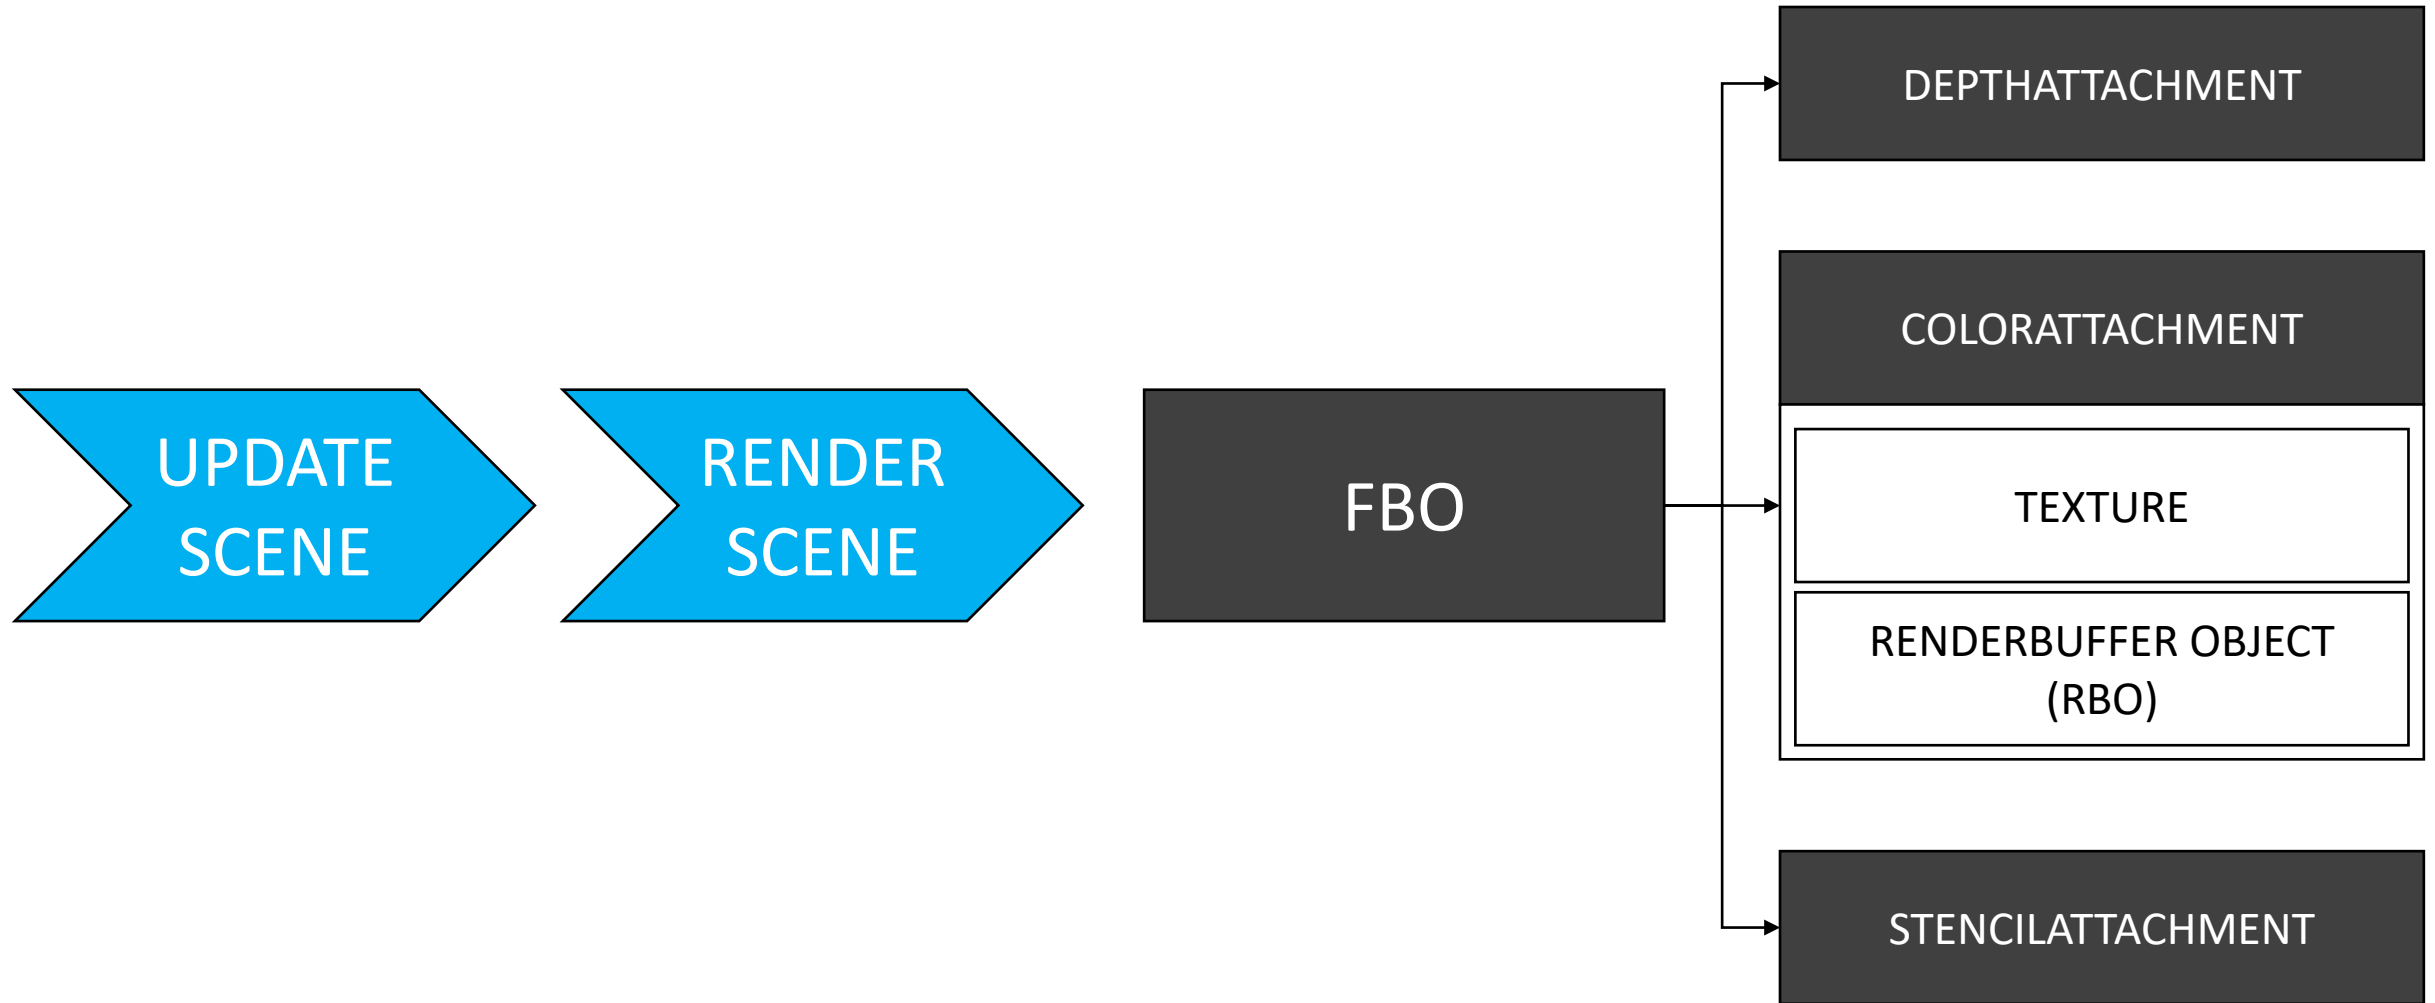 UPDATE
SCENE
RENDER
SCENE
FBO
DEPTHATTACHMENT
COLORATTACHMENT
TEXTURE
RENDERBUFFER OBJECT
(RBO)
STENCILATTACHMENT